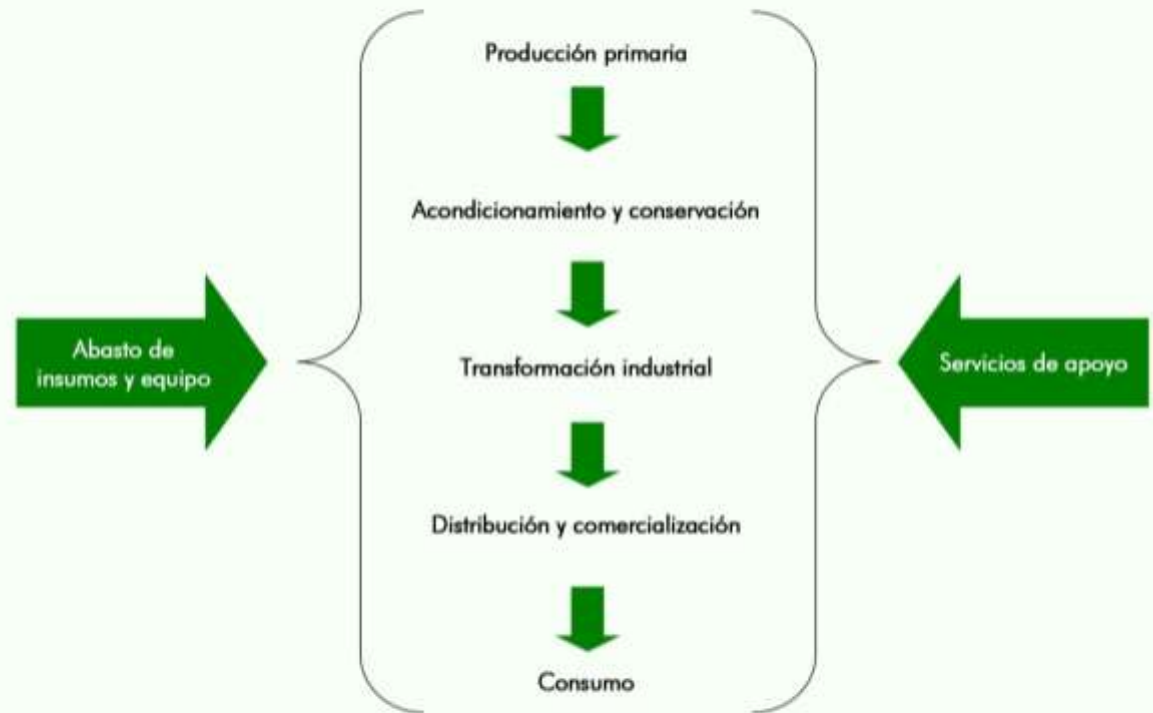 Producción primaria
Acondicionamiento y conservación
Abasto de
insumos y equipo
Transformación industrial
Servicios de apoyo
Distribución y comercialización
Consumo